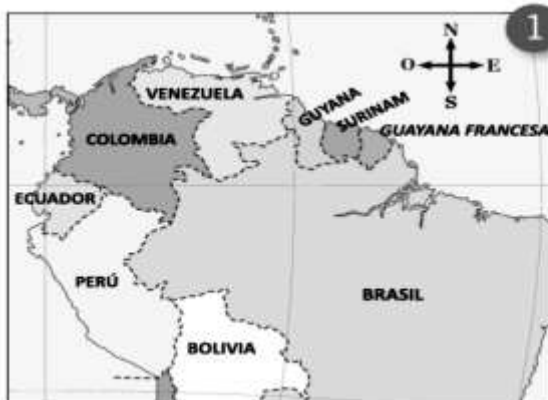 1
N
O E
S
VENEZUELA
GUYANA
SURINAM
GUAYANA FRANCESA
COLOMBIA
ECUADOR
PERÚ
BRASIL
BOLIVIA